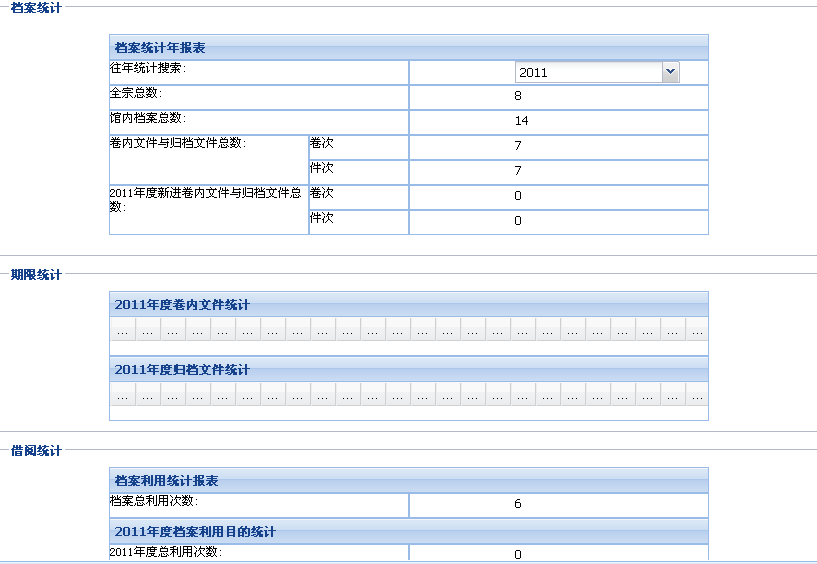 档案统计
档案统计年报表
往年统计搜索: 2011
全宗总数: 8
馆内档案总数: 14
卷内文件与归档文件总数: 卷次 7
件次 7
2011年度新进卷内文件与归档文件总数: 卷次 0
件次 0
期限统计
2011年度卷内文件统计
... ... ... ... ... ... ... ... ... ... ... ... ... ... ... ... ... ... ... ... ... ... ... ...
2011年度归档文件统计
... ... ... ... ... ... ... ... ... ... ... ... ... ... ... ... ... ... ... ... ... ... ... ...
借阅统计
档案利用统计报表
档案总利用次数: 6
2011年度档案利用目的统计
2011年度总利用次数: 0